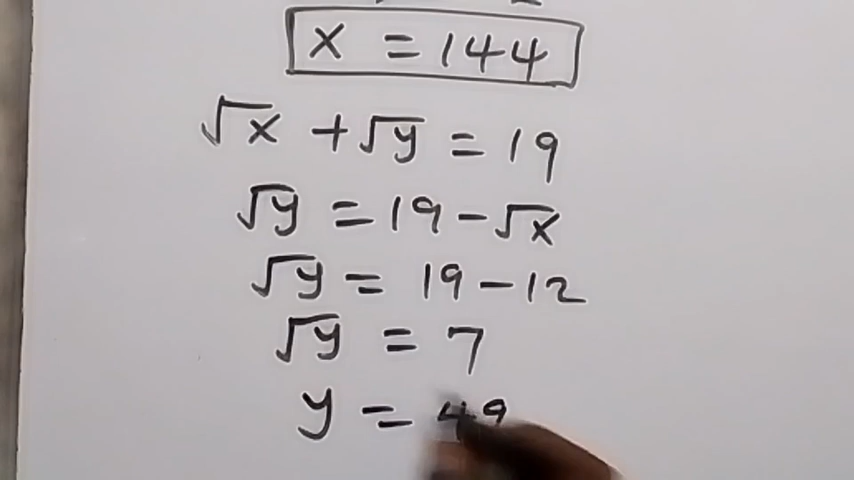 x = 144
√x + √y = 19
√y = 19 - √x
√y = 19 - 12
√y = 7
y = 49